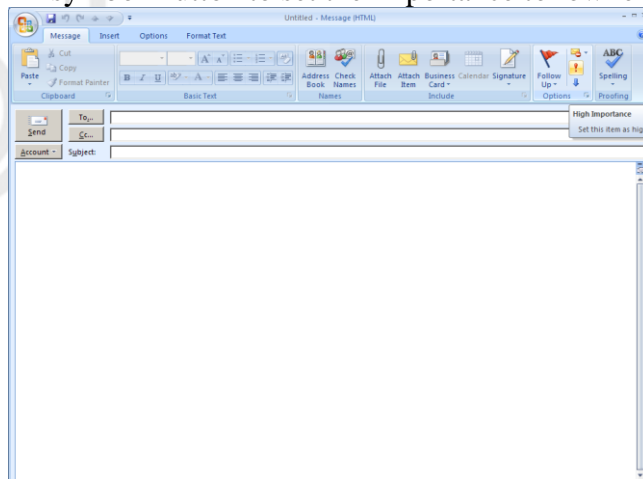 Untitled - Message (HTML)
Message Insert Options Format Text
Cut
Copy
Format Painter
Paste
Clipboard
B I U
Basic Text
Address Book
Check Names
Names
Attach File
Attach Item
Business Card
Calendar
Signature
Include
Follow Up
Options
ABC
Spelling
Proofing
High Importance
Set this item as hig
Send
To...
Cc...
Account
Subject: